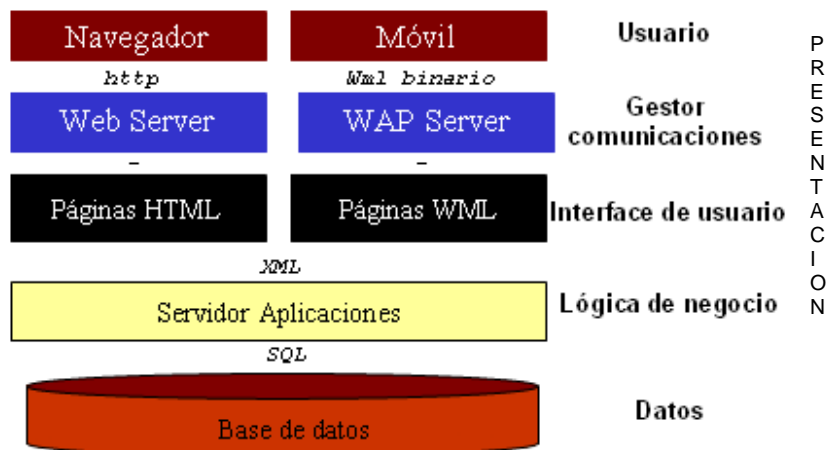 Navegador Móvil Usuario
http Wml binario
Web Server WAP Server Gestor comunicaciones
- -
Páginas HTML Páginas WML Interface de usuario
XML
Servidor Aplicaciones Lógica de negocio
SQL
Base de datos Datos
PRESENTACION